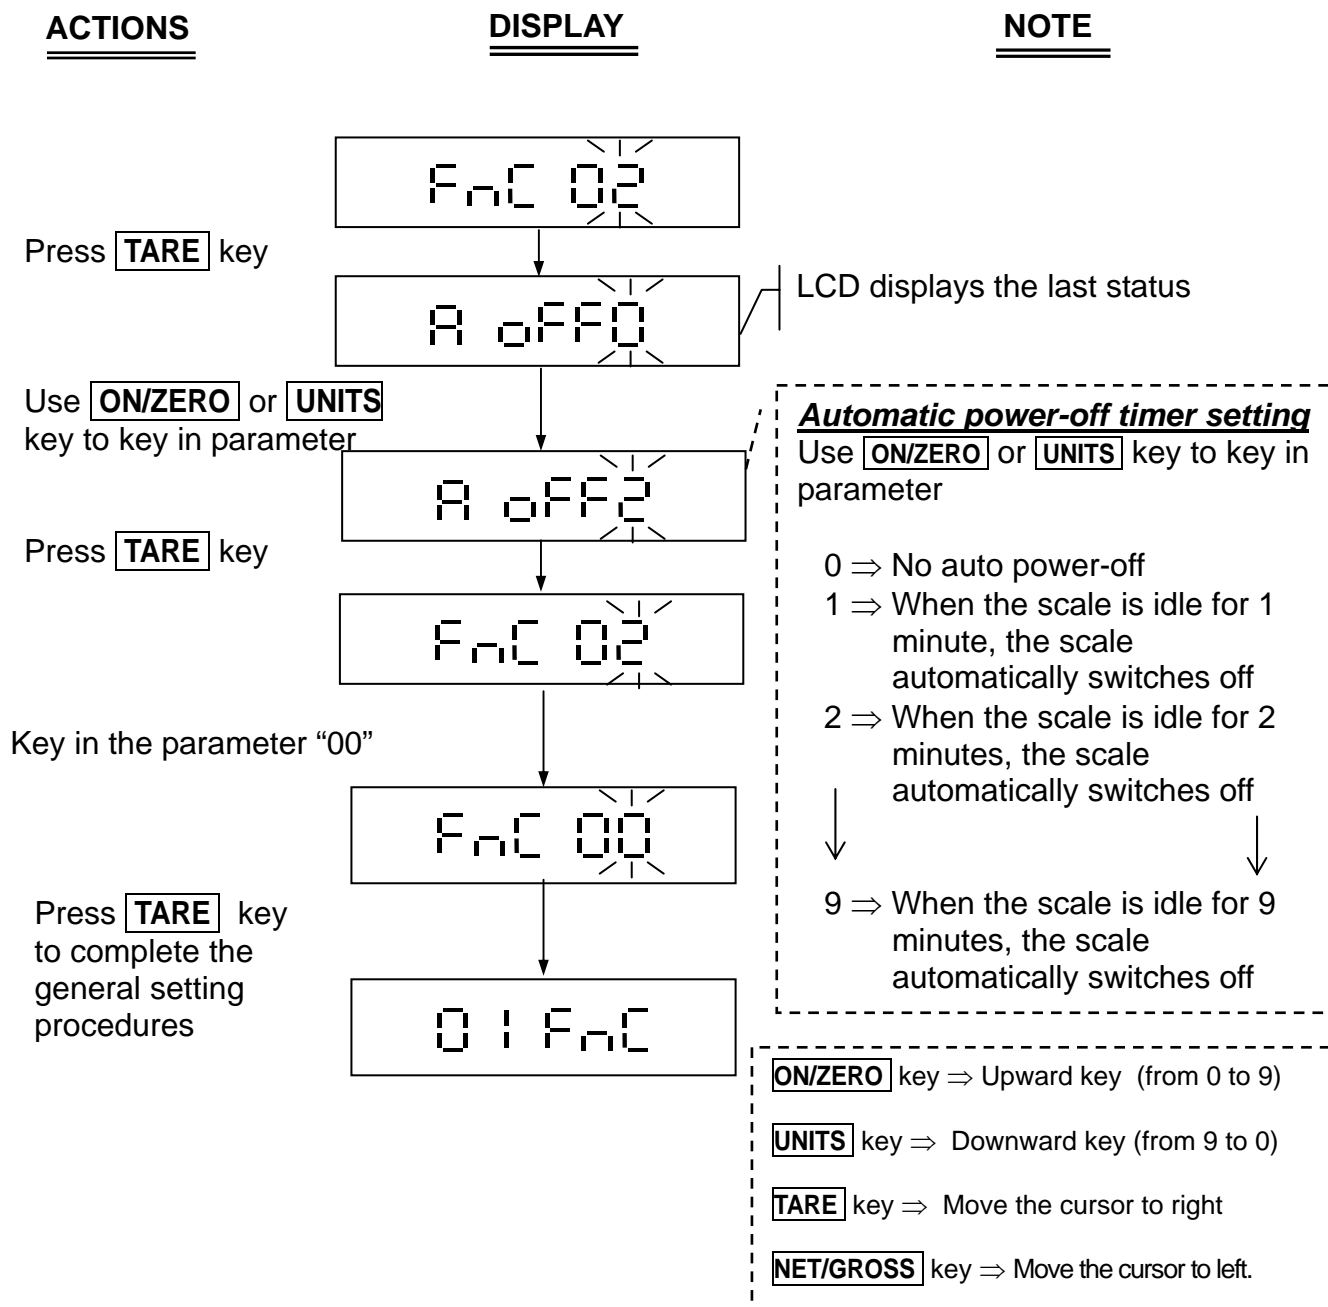 ACTIONS
DISPLAY
NOTE
FnC 02
Press TARE key
A oFF0
LCD displays the last status
Use ON/ZERO or UNITS
key to key in parameter
A oFF2
Press TARE key
FnC 02
Key in the parameter “00”
FnC 00
Press TARE key
to complete the
general setting
procedures
01 FnC
Automatic power-off timer setting
Use ON/ZERO or UNITS key to key in
parameter
0 ⇒ No auto power-off
1 ⇒ When the scale is idle for 1
minute, the scale
automatically switches off
2 ⇒ When the scale is idle for 2
minutes, the scale
automatically switches off
9 ⇒ When the scale is idle for 9
minutes, the scale
automatically switches off
ON/ZERO key ⇒ Upward key (from 0 to 9)
UNITS key ⇒ Downward key (from 9 to 0)
TARE key ⇒ Move the cursor to right
NET/GROSS key ⇒ Move the cursor to left.